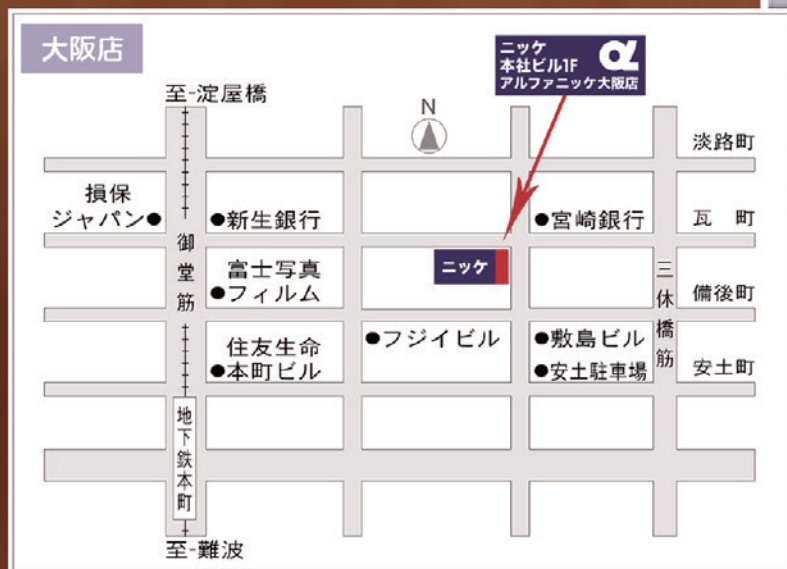 大阪店
ニッケ
本社ビル1F
アルファニッケ大阪店
α
至-淀屋橋
N
淡路町
損保
ジャパン
新生銀行
宮崎銀行
瓦 町
御堂筋
富士写真
フィルム
ニッケ
三休橋筋
備後町
住友生命
本町ビル
フジイビル
敷島ビル
安土駐車場
安土町
地下鉄本町
至-難波